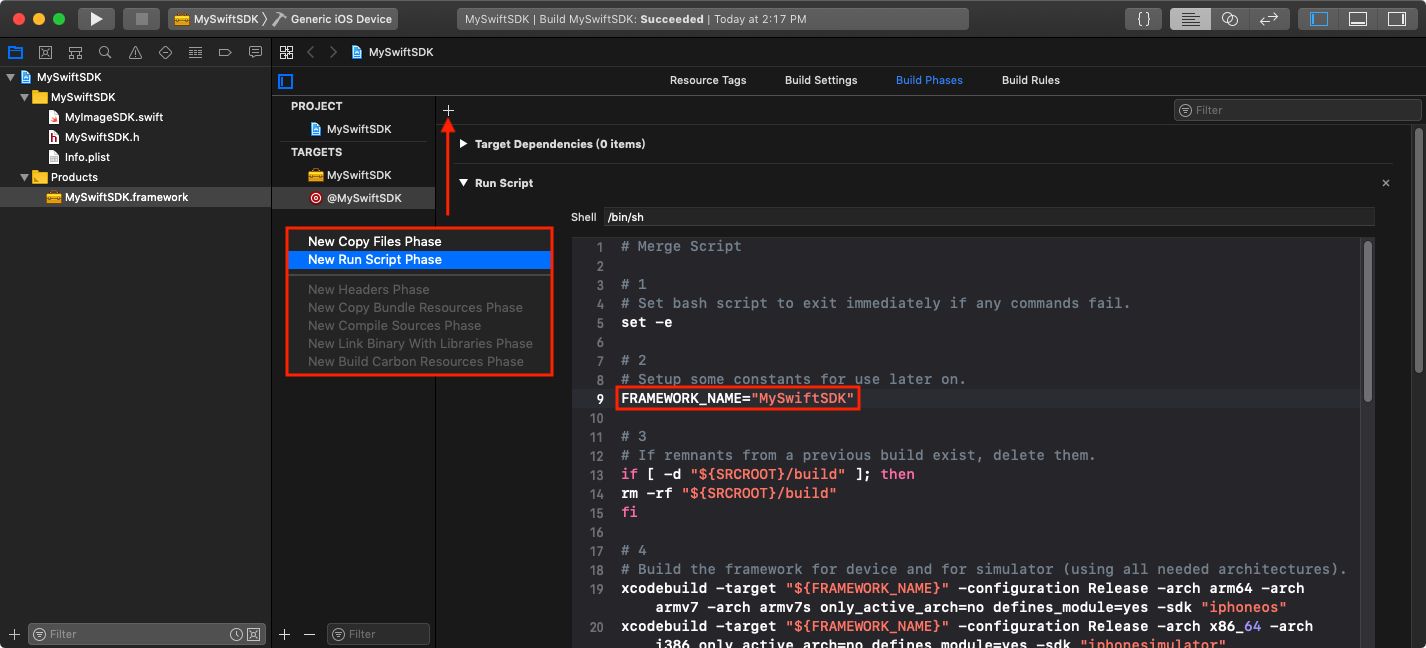 MySwiftSDK
Generic iOS Device
MySwiftSDK | Build MySwiftSDK: Succeeded | Today at 2:17 PM
{}
MySwiftSDK
MySwiftSDK
MySwiftSDK
MyImageSDK.swift
MySwiftSDK.h
Info.plist
Products
MySwiftSDK.framework
Filter
Resource Tags
Build Settings
Build Phases
Build Rules
PROJECT
MySwiftSDK
TARGETS
MySwiftSDK
@MySwiftSDK
Filter
New Copy Files Phase
New Run Script Phase
New Headers Phase
New Copy Bundle Resources Phase
New Compile Sources Phase
New Link Binary With Libraries Phase
New Build Carbon Resources Phase
Filter
Target Dependencies (0 items)
Run Script
Shell /bin/sh
1 # Merge Script
2
3 # 1
4 # Set bash script to exit immediately if any commands fail.
5 set -e
6
7 # 2
8 # Setup some constants for use later on.
9 FRAMEWORK_NAME="MySwiftSDK"
10
11 # 3
12 # If remnants from a previous build exist, delete them.
13 if [ -d "${SRCROOT}/build" ]; then
14 rm -rf "${SRCROOT}/build"
15 fi
16
17 # 4
18 # Build the framework for device and for simulator (using all needed architectures).
19 xcodebuild -target "${FRAMEWORK_NAME}" -configuration Release -arch arm64 -arch
armv7 -arch armv7s only_active_arch=no defines_module=yes -sdk "iphoneos"
20 xcodebuild -target "${FRAMEWORK_NAME}" -configuration Release -arch x86_64 -arch
i386 only_active_arch=no defines_module=yes -sdk "iphonesimulator"